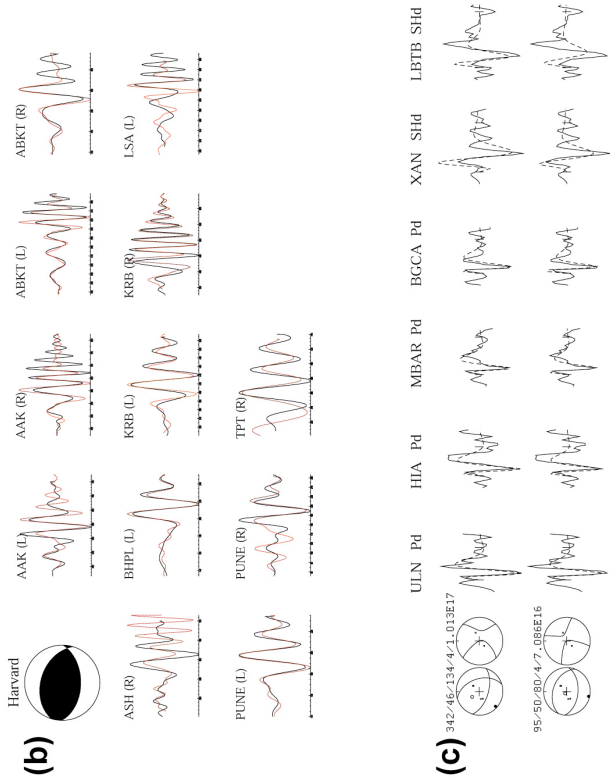 (b)
Harvard
AAK (L)
AAK (R)
ABKT (L)
ABKT (R)
ASH (R)
BHPL (L)
KRB (L)
KRB (R)
LSA (L)
PUNE (L)
PUNE (R)
TPT (R)
(c)
342/46/134/4/1.013E17
ULN Pd
HIA Pd
MBAR Pd
BGCA Pd
XAN SHd
LBTB SHd
95/50/80/4/7.086E16